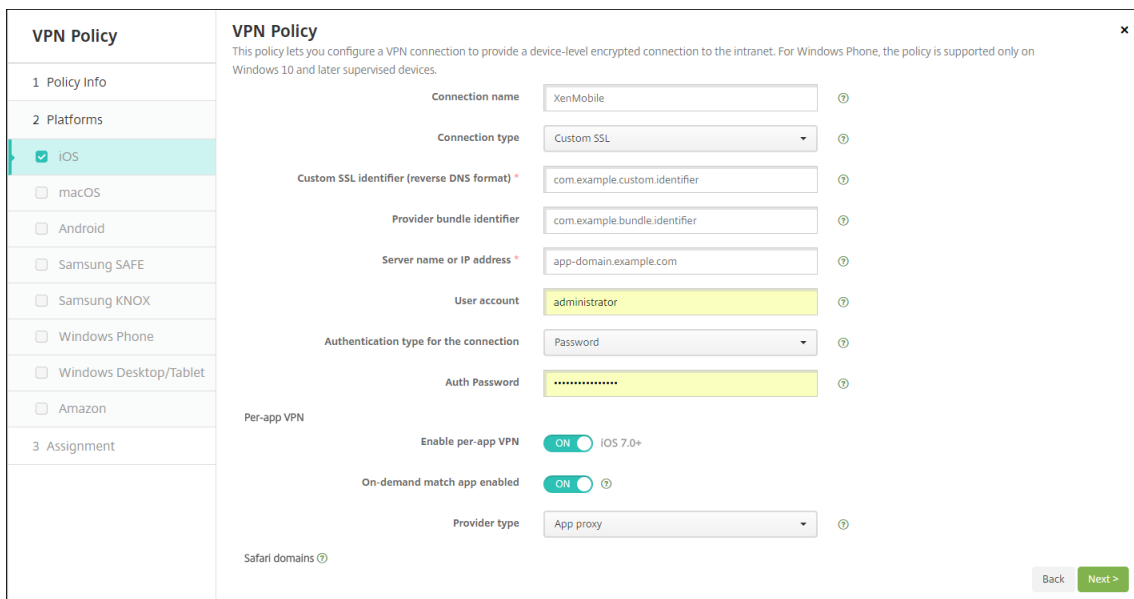 VPN Policy
1 Policy Info
2 Platforms
iOS
macOS
Android
Samsung SAFE
Samsung KNOX
Windows Phone
Windows Desktop/Tablet
Amazon
3 Assignment
VPN Policy
×
This policy lets you configure a VPN connection to provide a device-level encrypted connection to the intranet. For Windows Phone, the policy is supported only on
Windows 10 and later supervised devices.
Connection name XenMobile ?
Connection type Custom SSL ?
Custom SSL identifier (reverse DNS format) * com.example.custom.identifier ?
Provider bundle identifier com.example.bundle.identifier ?
Server name or IP address * app-domain.example.com ?
User account administrator ?
Authentication type for the connection Password ?
Auth Password •••••••••••••••• ?
Per-app VPN
Enable per-app VPN ON iOS 7.0+
On-demand match app enabled ON ?
Provider type App proxy ?
Safari domains ?
Back Next >